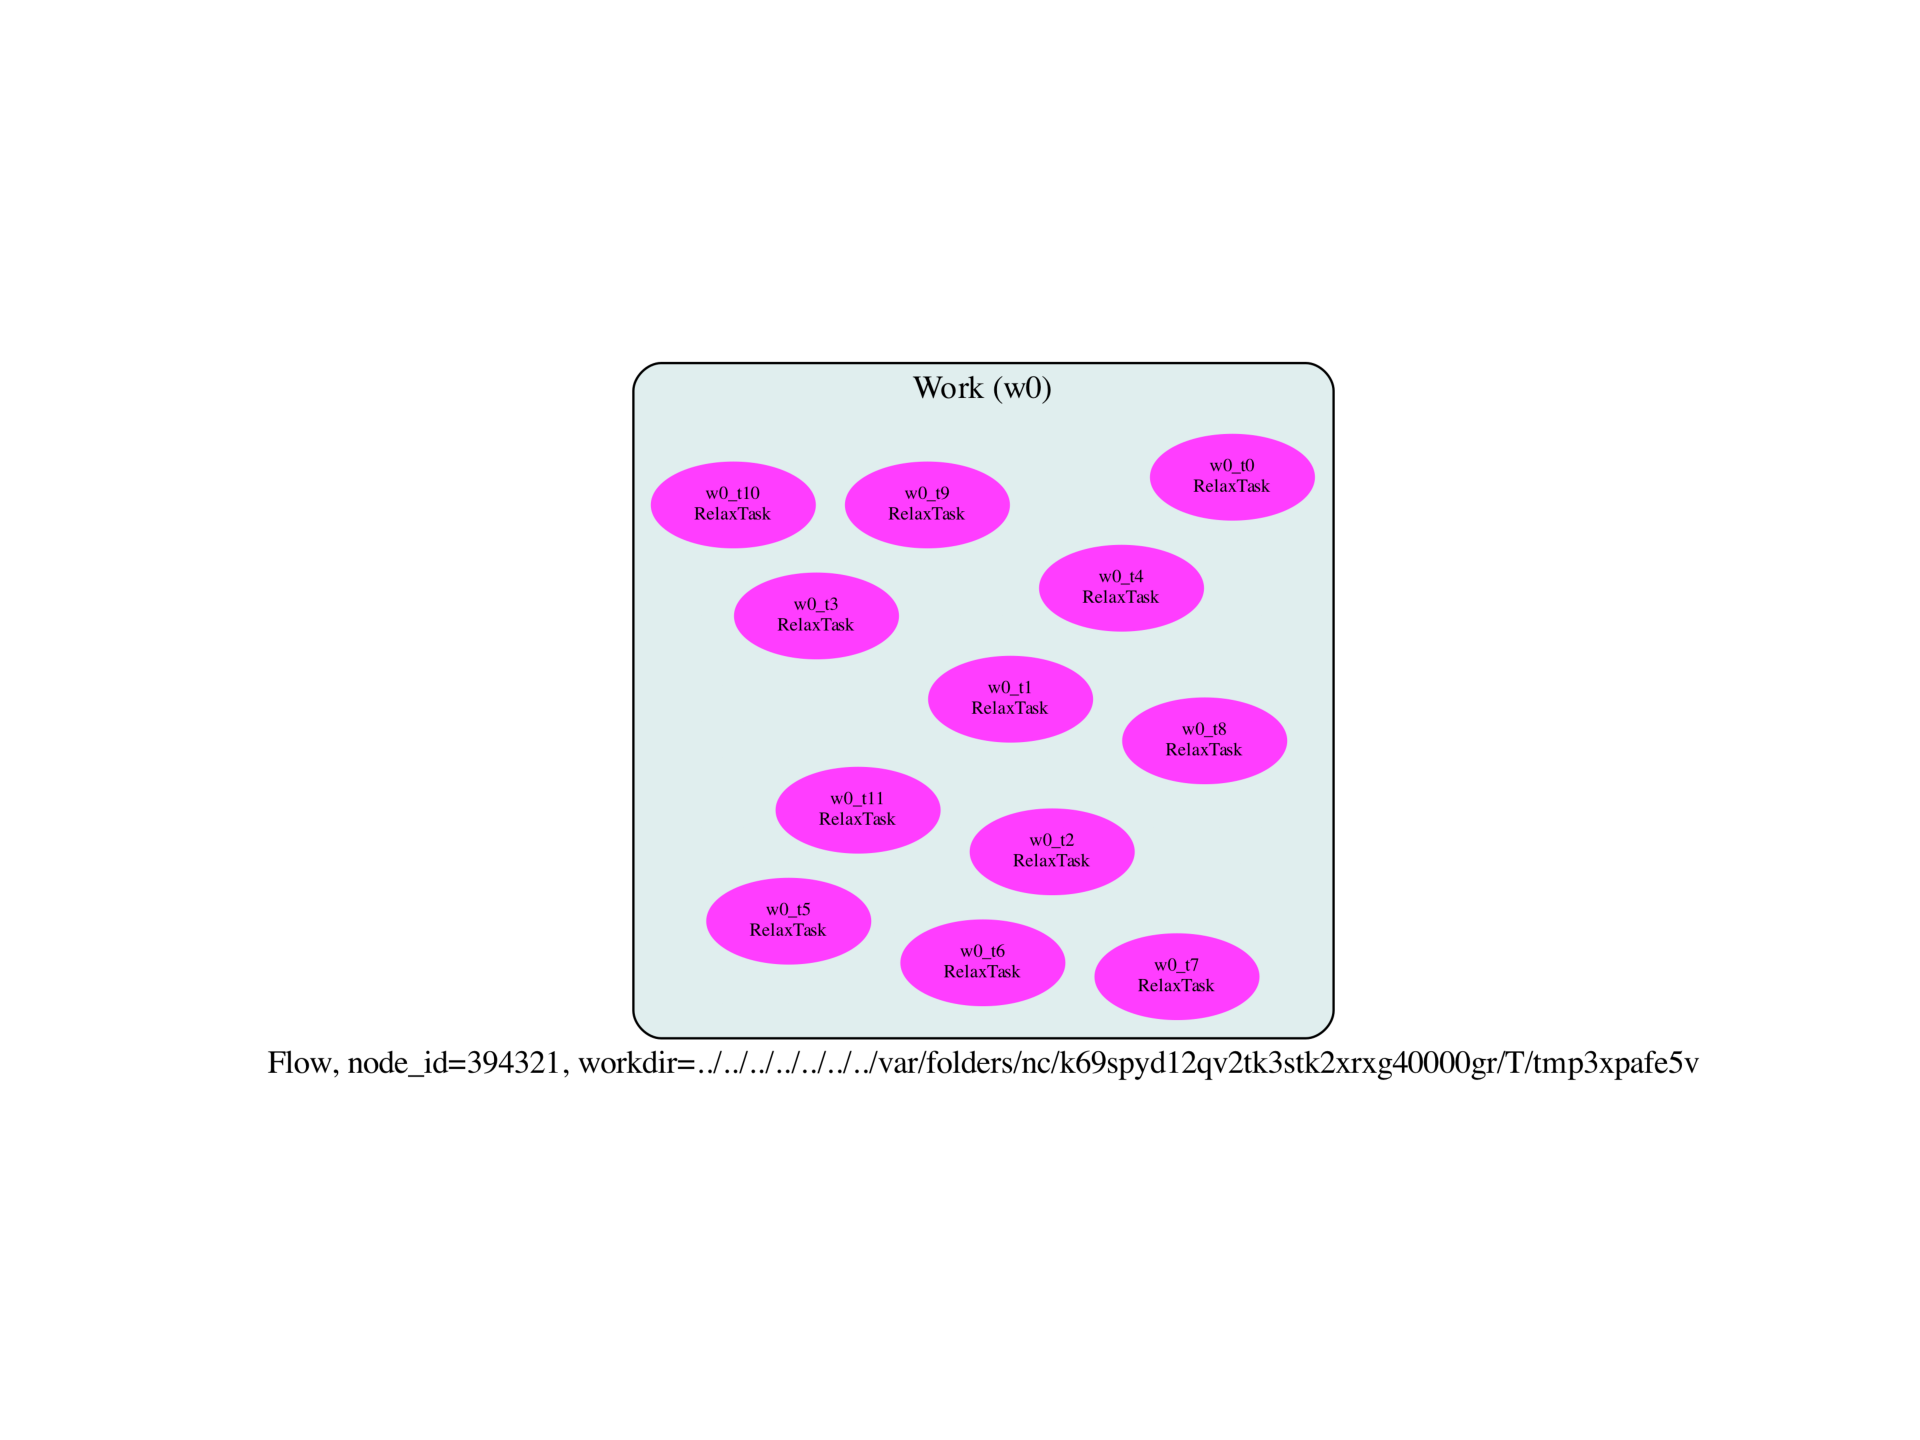 Work (w0)
w0_t0
RelaxTask
w0_t10
RelaxTask
w0_t9
RelaxTask
w0_t4
RelaxTask
w0_t3
RelaxTask
w0_t1
RelaxTask
w0_t8
RelaxTask
w0_t11
RelaxTask
w0_t2
RelaxTask
w0_t5
RelaxTask
w0_t6
RelaxTask
w0_t7
RelaxTask
Flow, node_id=394321, workdir=../../../../../../../var/folders/nc/k69spyd12qv2tk3stk2xrxg40000gr/T/tmp3xpafe5v